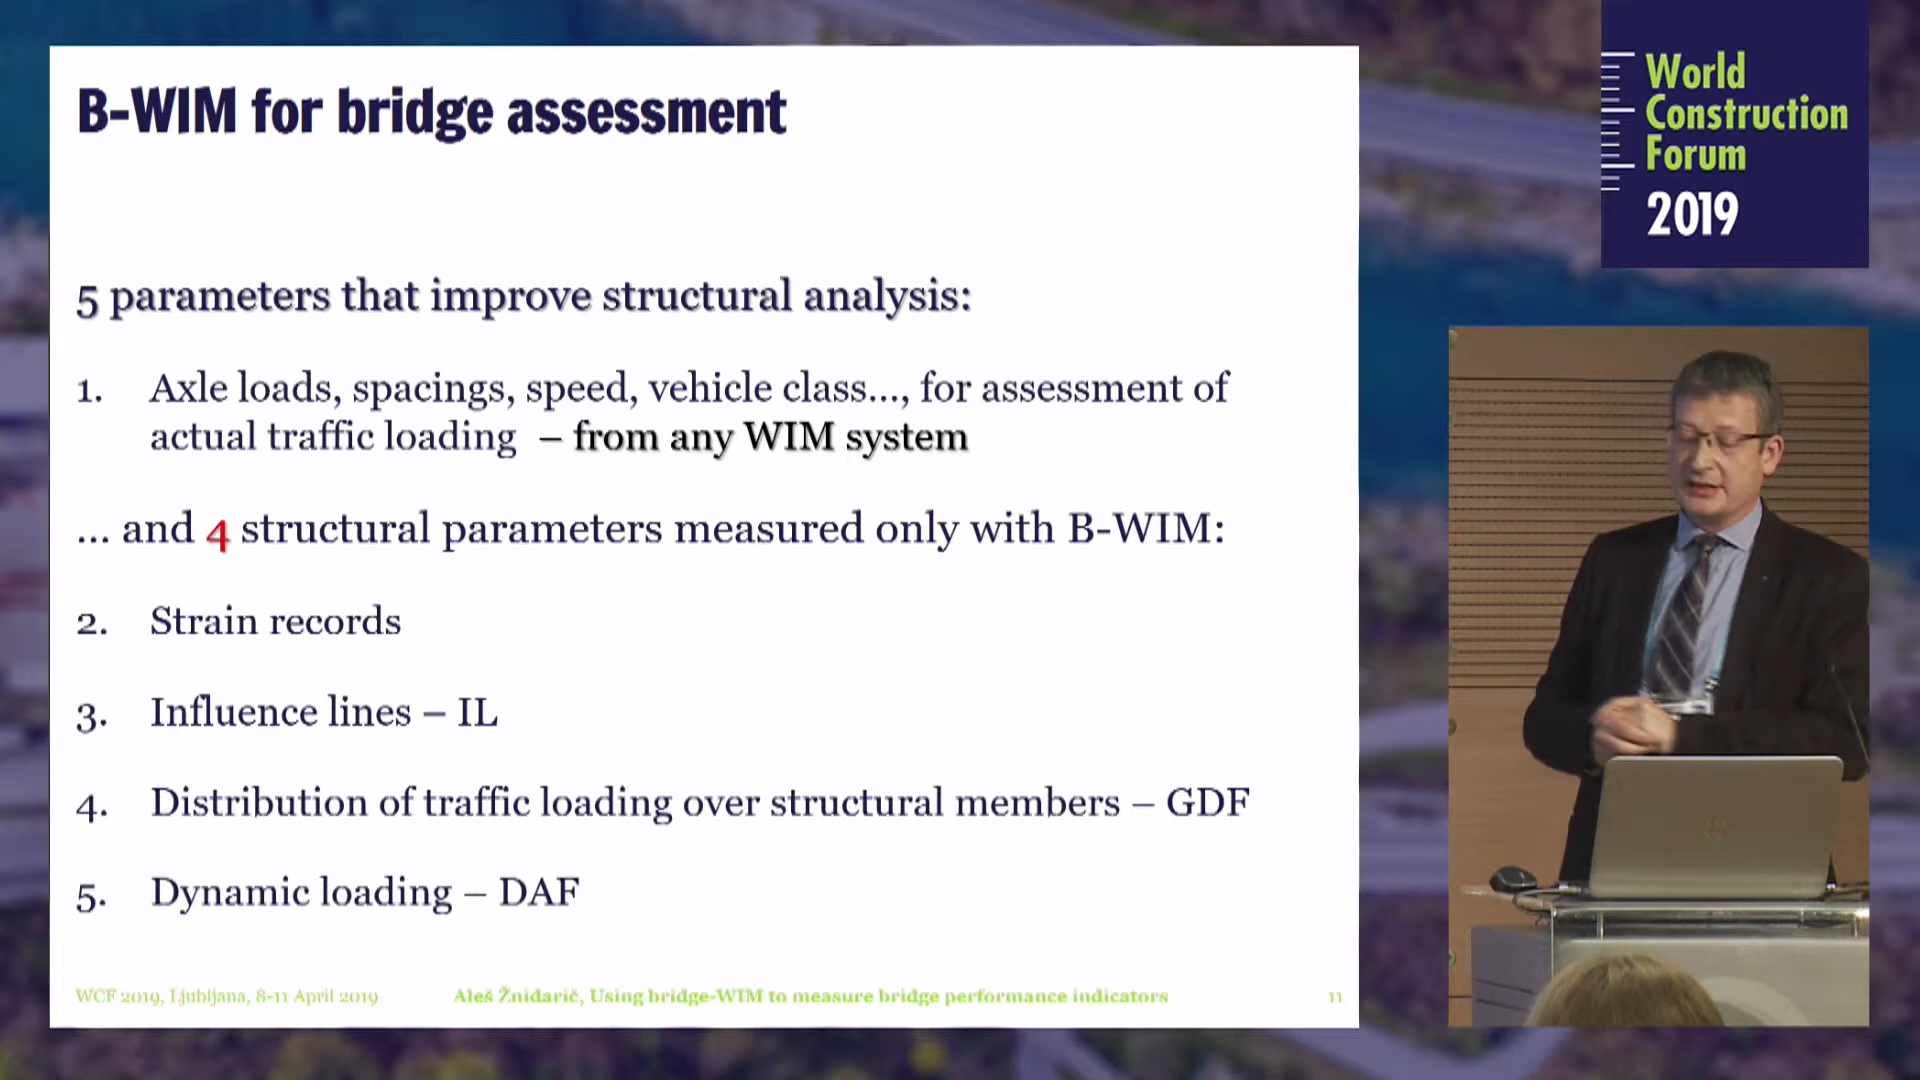 B-WIM for bridge assessment
World
Construction
Forum
2019
5 parameters that improve structural analysis:
1. Axle loads, spacings, speed, vehicle class..., for assessment of
actual traffic loading – from any WIM system
... and 4 structural parameters measured only with B-WIM:
2. Strain records
3. Influence lines – IL
4. Distribution of traffic loading over structural members – GDF
5. Dynamic loading – DAF
WCF 2019, Ljubljana, 8-11 April 2019 Aleš Žnidarič, Using bridge-WIM to measure bridge performance indicators 11